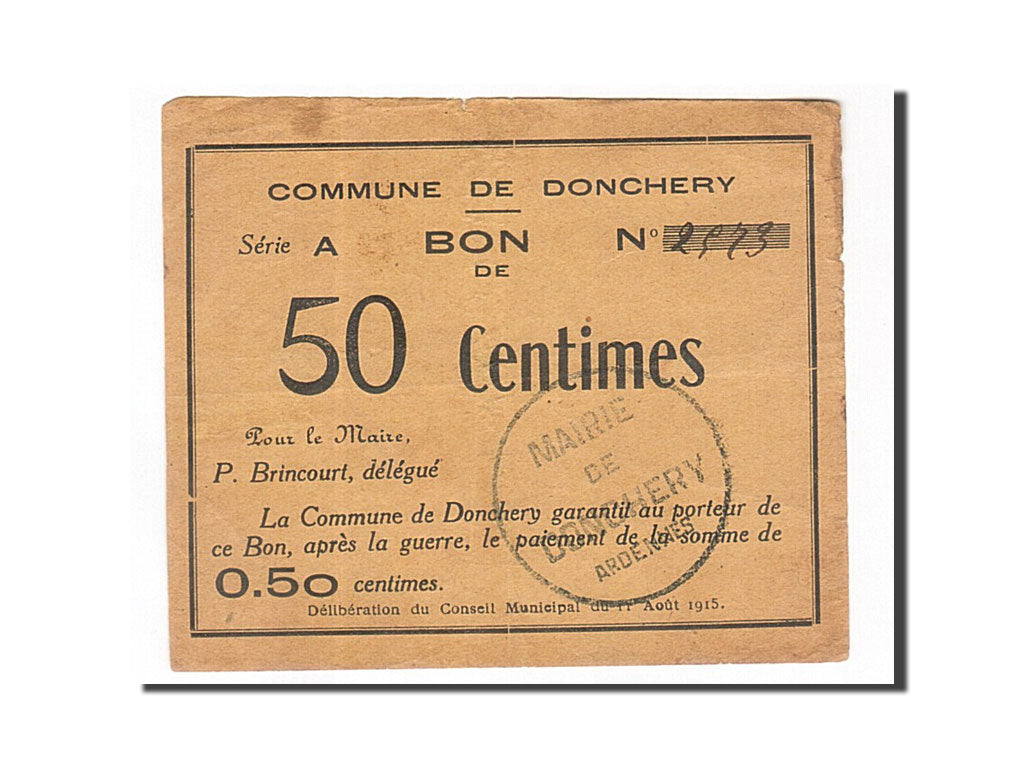 COMMUNE DE DONCHERY
Série A BON Nº
DE
50 Centimes
Pour le Maire,
P. Brincourt, délégué
La Commune de Donchery garantit au porteur de
ce Bon, après la guerre, le paiement de la somme de
0.50 centimes.
Délibération du Conseil Municipal du 11 Août 1915.
MAIRIE
DE
DONCHERY
ARDENNES